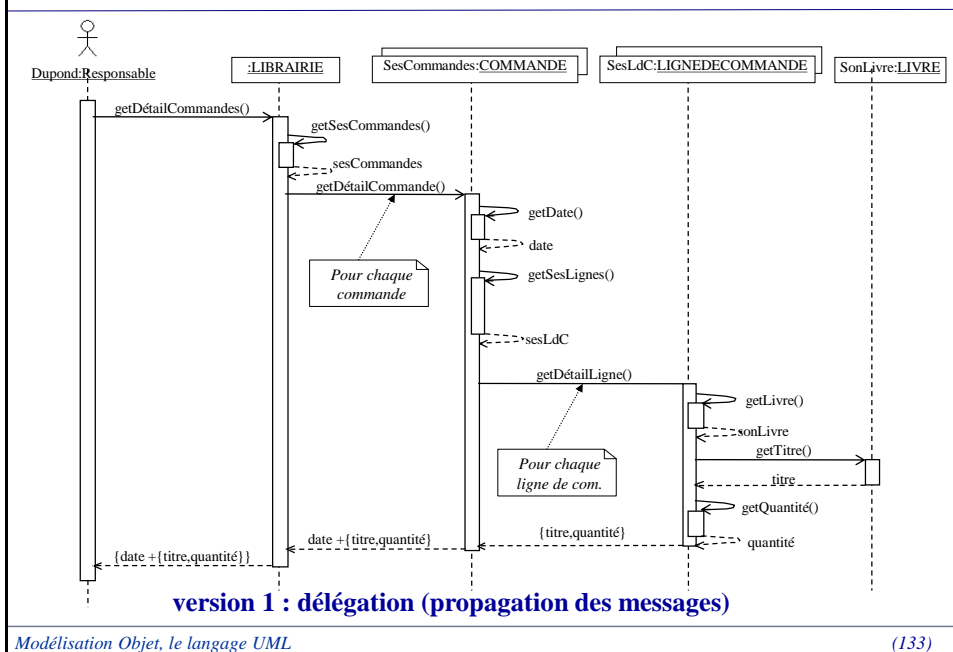 Dupond:Responsable
:LIBRAIRIE
SesCommandes:COMMANDE
SesLdC:LIGNEDECOMMANDE
SonLivre:LIVRE
getDétailCommandes()
getSesCommandes()
sesCommandes
getDétailCommande()
getDate()
date
Pour chaque
commande
getSesLignes()
sesLdC
getDétailLigne()
getLivre()
sonLivre
getTitre()
Pour chaque
ligne de com.
titre
getQuantité()
quantité
{titre,quantité}
date +{titre,quantité}
{date +{titre,quantité}}
version 1 : délégation (propagation des messages)
Modélisation Objet, le langage UML
(133)